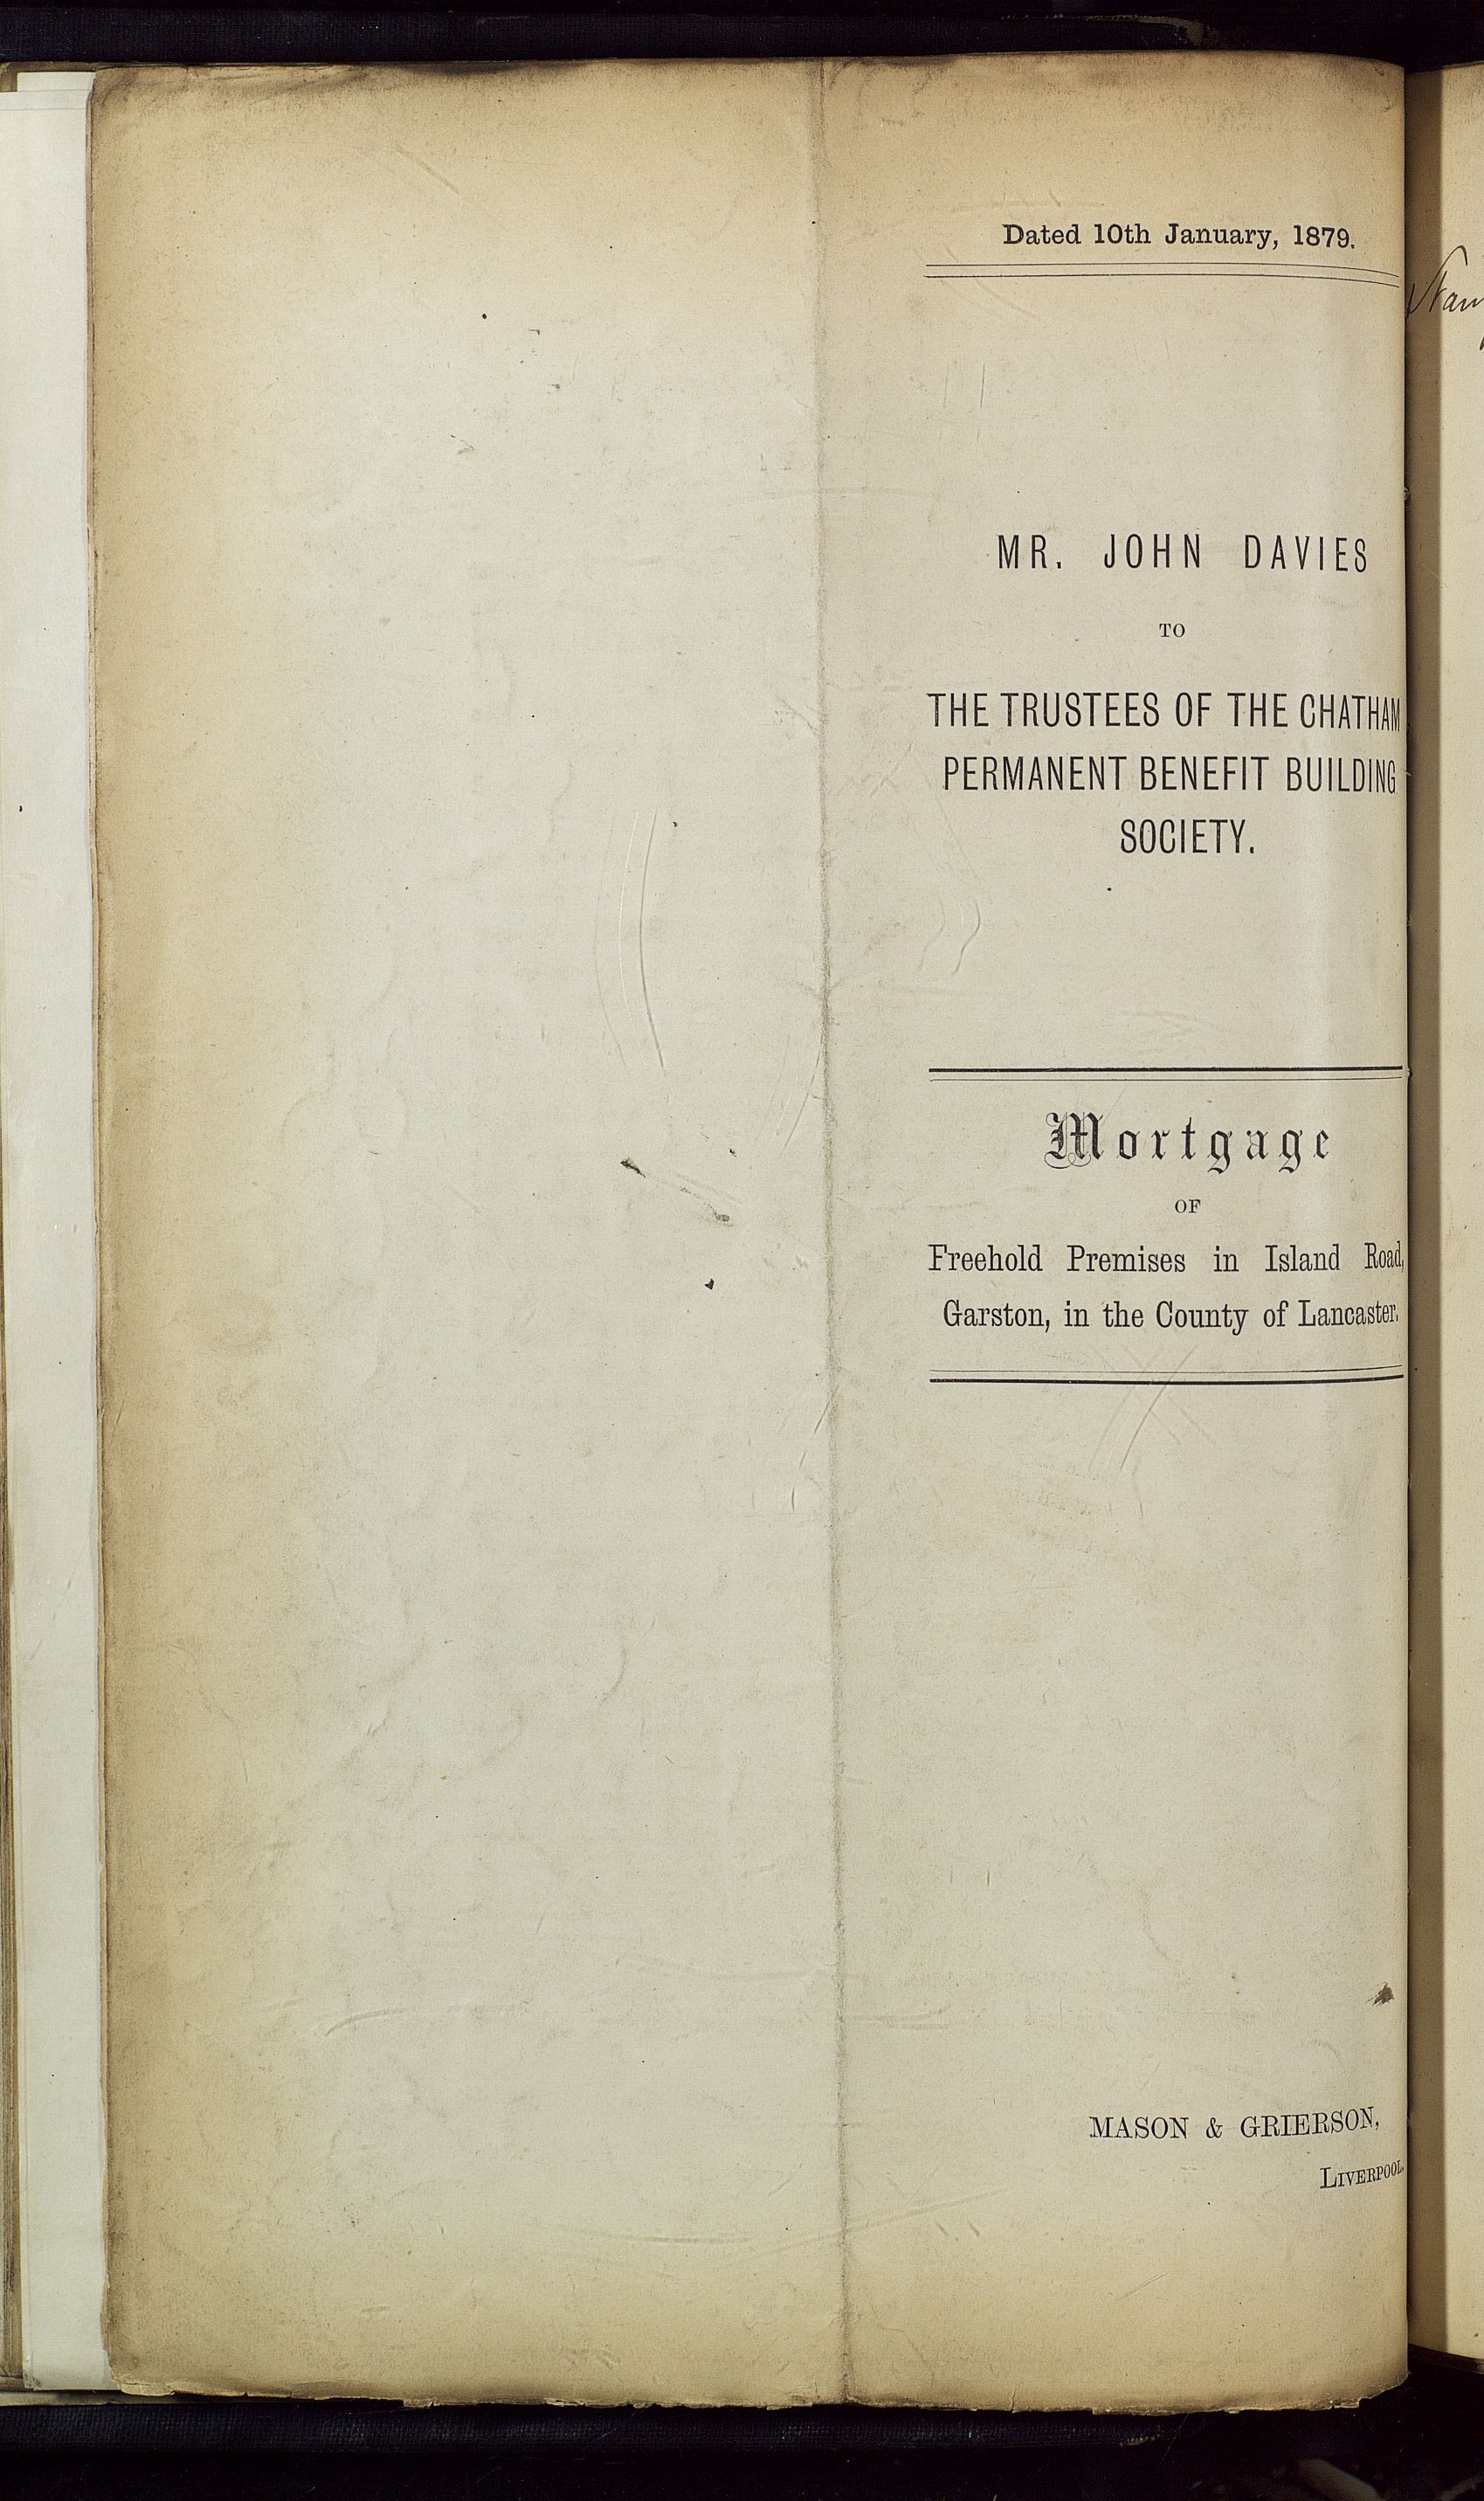 Dated 10th January, 1879.
MR. JOHN DAVIES
TO
THE TRUSTEES OF THE CHATHAM
PERMANENT BENEFIT BUILDING
SOCIETY.
Mortgage
OF
Freehold Premises in Island Road,
Garston, in the County of Lancaster.
MASON & GRIERSON,
LIVERPOOL.